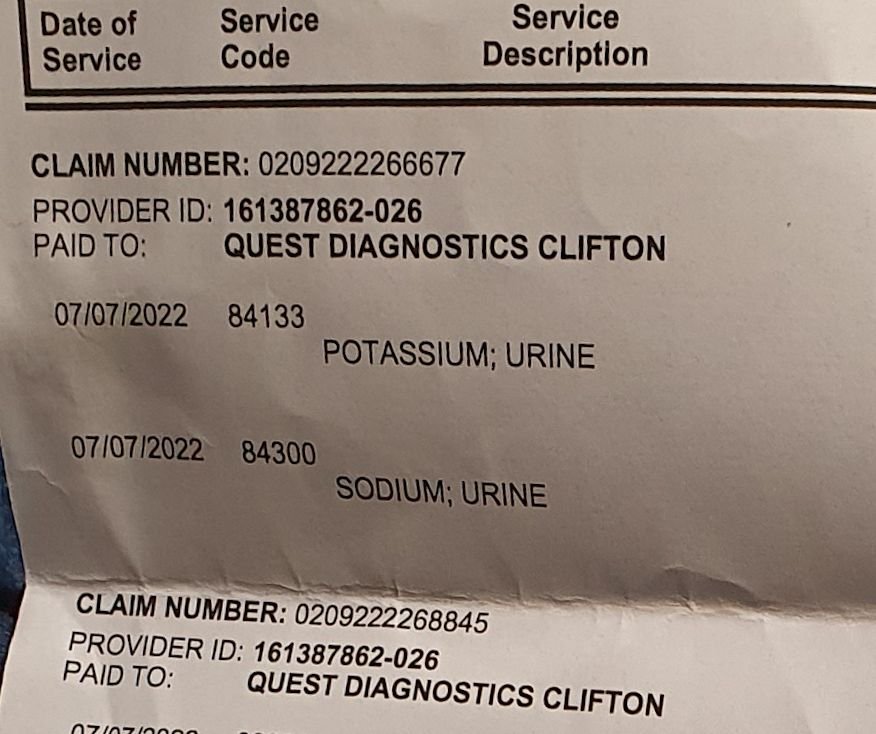 Date of Service Service
Service Code Description
CLAIM NUMBER: 0209222266677
PROVIDER ID: 161387862-026
PAID TO: QUEST DIAGNOSTICS CLIFTON
07/07/2022 84133
POTASSIUM; URINE
07/07/2022 84300
SODIUM; URINE
CLAIM NUMBER: 0209222268845
PROVIDER ID: 161387862-026
PAID TO: QUEST DIAGNOSTICS CLIFTON